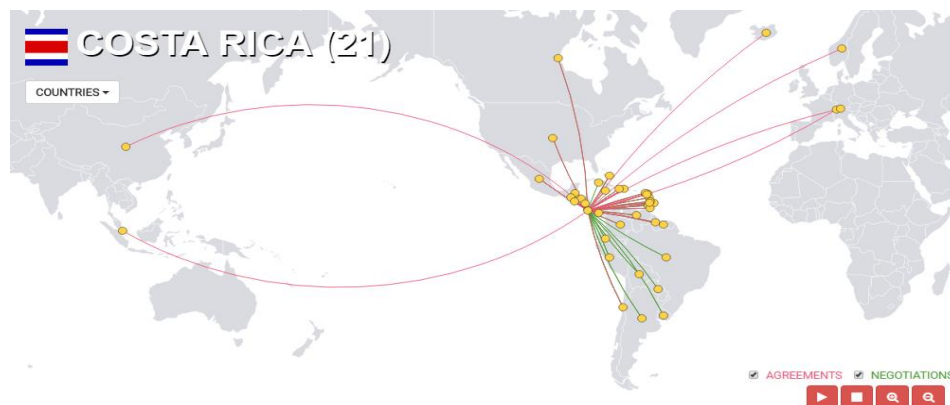 COSTA RICA (21)
COUNTRIES
AGREEMENTS NEGOTIATIONS